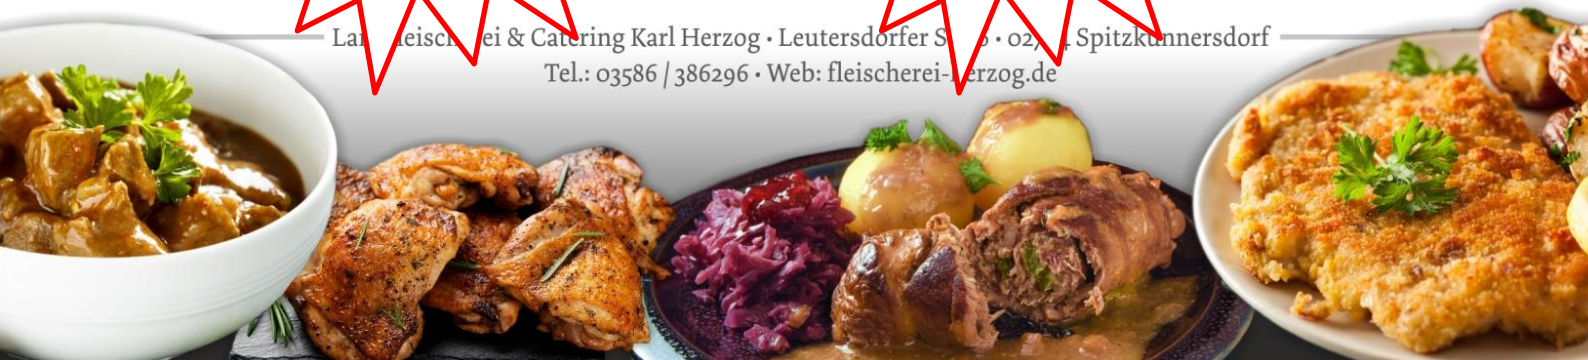 & Catering Karl Herzog • Leutersdorfer • Spitzkunnersdorf
Tel.: 03586 / 386296 • Web: fleischerei-herzog.de